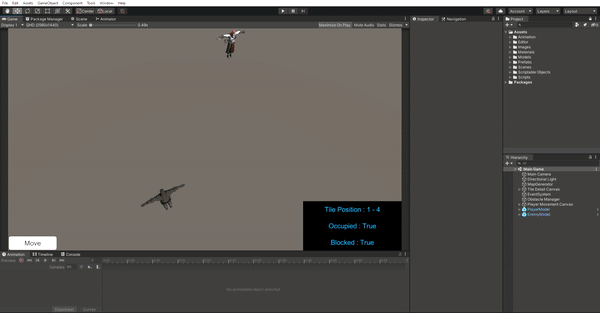 File Edit Assets GameObject Component Tools Window Help
Center Local
Account Layers Layout
Game Package Manager Scene Animator
Inspector Navigation
Project
Display 1 QHD (2560x1440) Scale 0.49x Maximize On Play Mute Audio Stats Gizmos
Assets
Animation
Editor
Images
Materials
Models
Prefabs
Scenes
Scriptable Objects
Scripts
Packages
Hierarchy
Main Game
Main Camera
Directional Light
MapGenerator
Tile Detail Canvas
EventSystem
Obstacle Manager
Player Movement Canvas
PlayerModel
EnemyModel
Tile Position : 1 - 4
Occupied : True
Blocked : True
Move
Animation Timeline Console
Preview
Samples
Dopesheet Curves